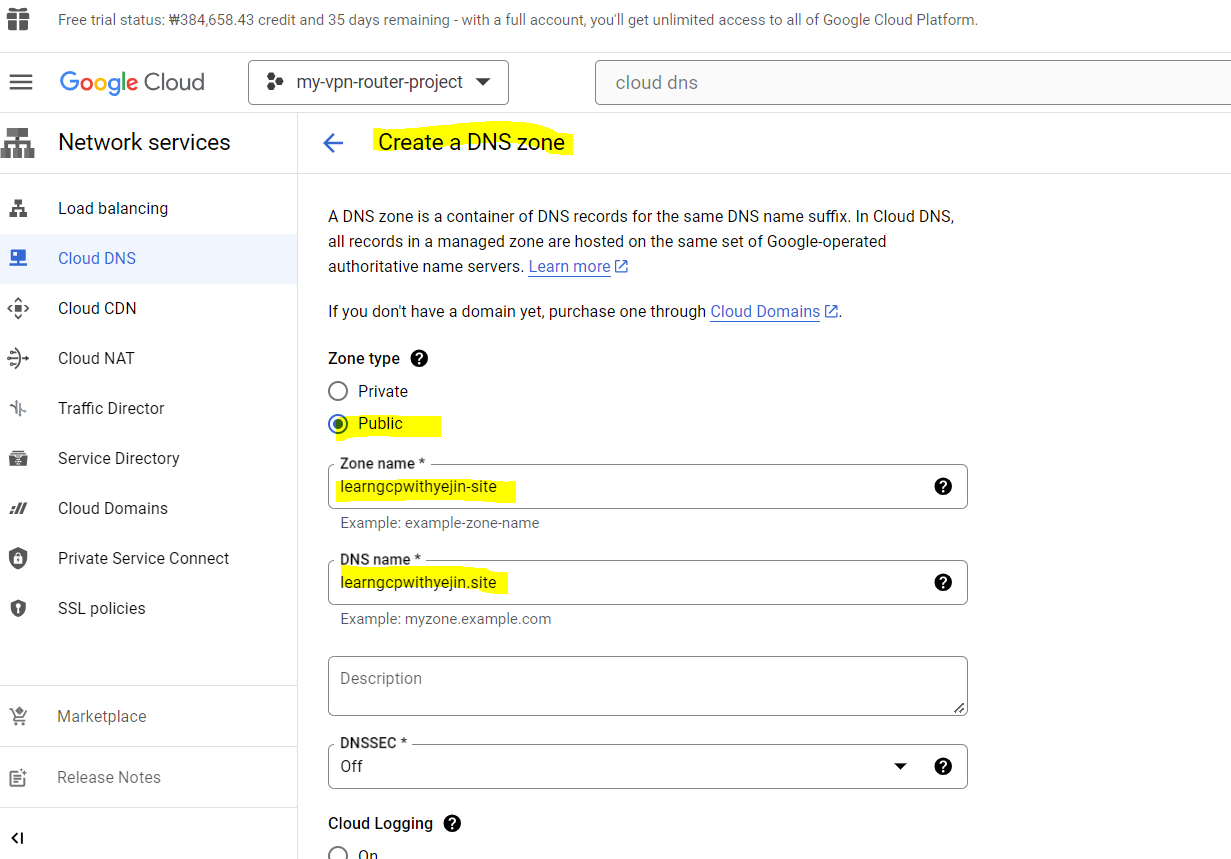 Free trial status: ₩384,658.43 credit and 35 days remaining - with a full account, you'll get unlimited access to all of Google Cloud Platform.
Google Cloud
my-vpn-router-project
cloud dns
Network services
Create a DNS zone
Load balancing
Cloud DNS
Cloud CDN
Cloud NAT
Traffic Director
Service Directory
Cloud Domains
Private Service Connect
SSL policies
Marketplace
Release Notes
A DNS zone is a container of DNS records for the same DNS name suffix. In Cloud DNS,
all records in a managed zone are hosted on the same set of Google-operated
authoritative name servers. Learn more
If you don't have a domain yet, purchase one through Cloud Domains.
Zone type
Private
Public
Zone name *
learngcpwithyejin-site
Example: example-zone-name
DNS name *
learngcpwithyejin.site
Example: myzone.example.com
Description
DNSSEC *
Off
Cloud Logging
On